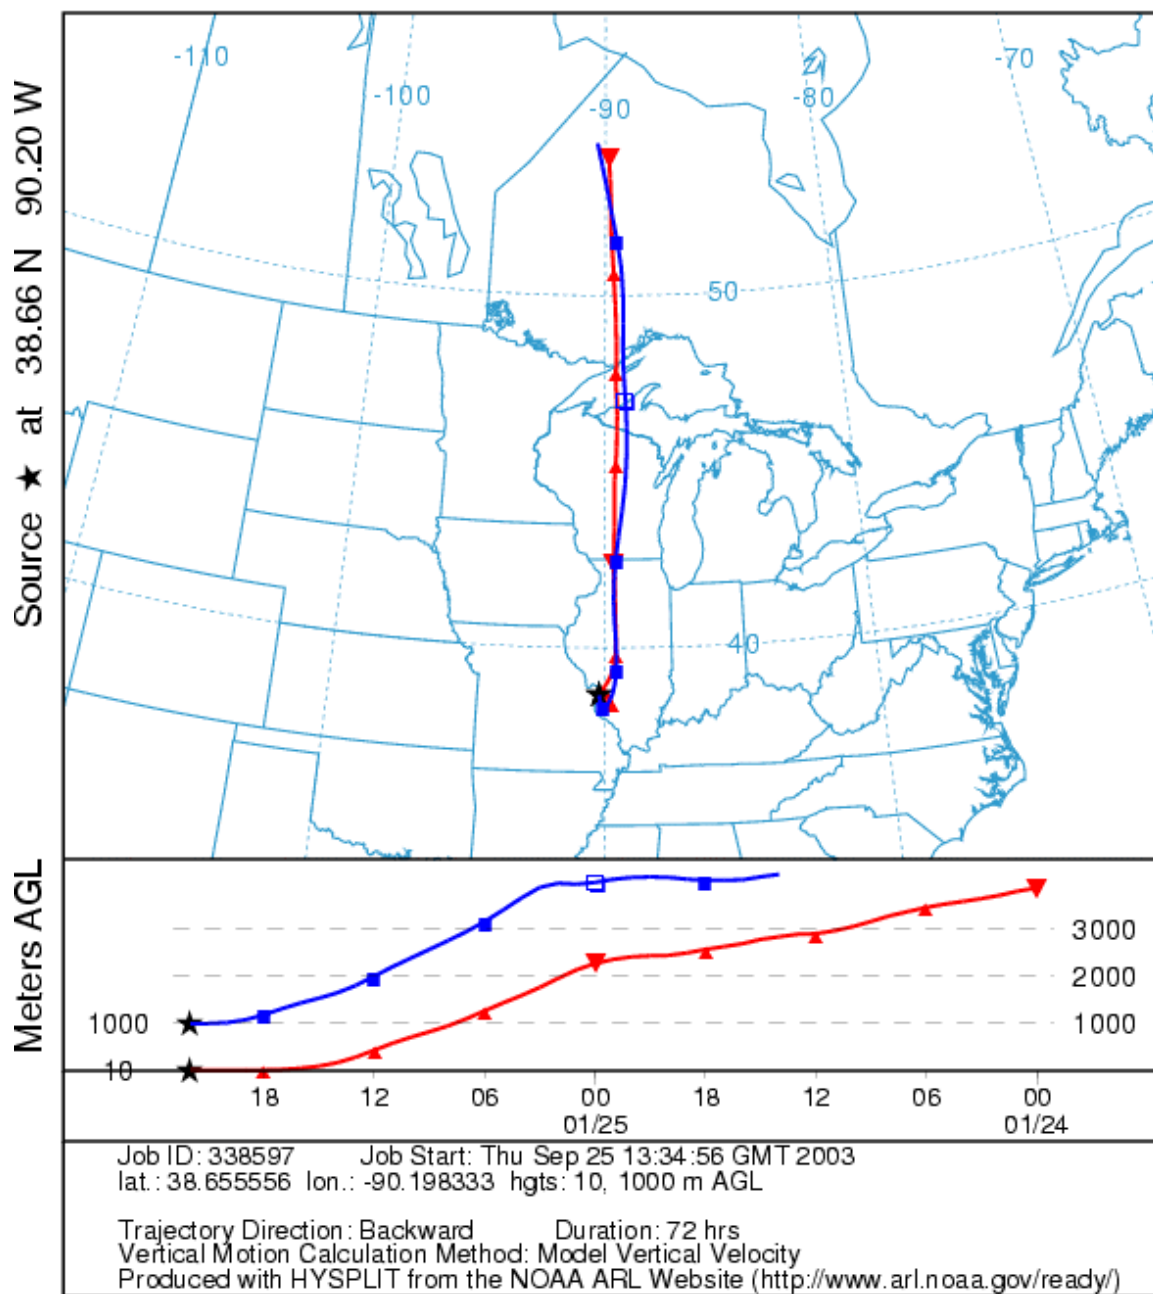 -110
-100
-90
-80
-70
50
40
Source ★ at 38.66 N 90.20 W
Meters AGL
3000
2000
1000
1000
10
18 12 06 00 18 12 06 00
01/25 01/24
Job ID: 338597 Job Start: Thu Sep 25 13:34:56 GMT 2003
lat.: 38.655556 lon.: -90.198333 hgts: 10, 1000 m AGL
Trajectory Direction: Backward Duration: 72 hrs
Vertical Motion Calculation Method: Model Vertical Velocity
Produced with HYSPLIT from the NOAA ARL Website (http://www.arl.noaa.gov/ready/)